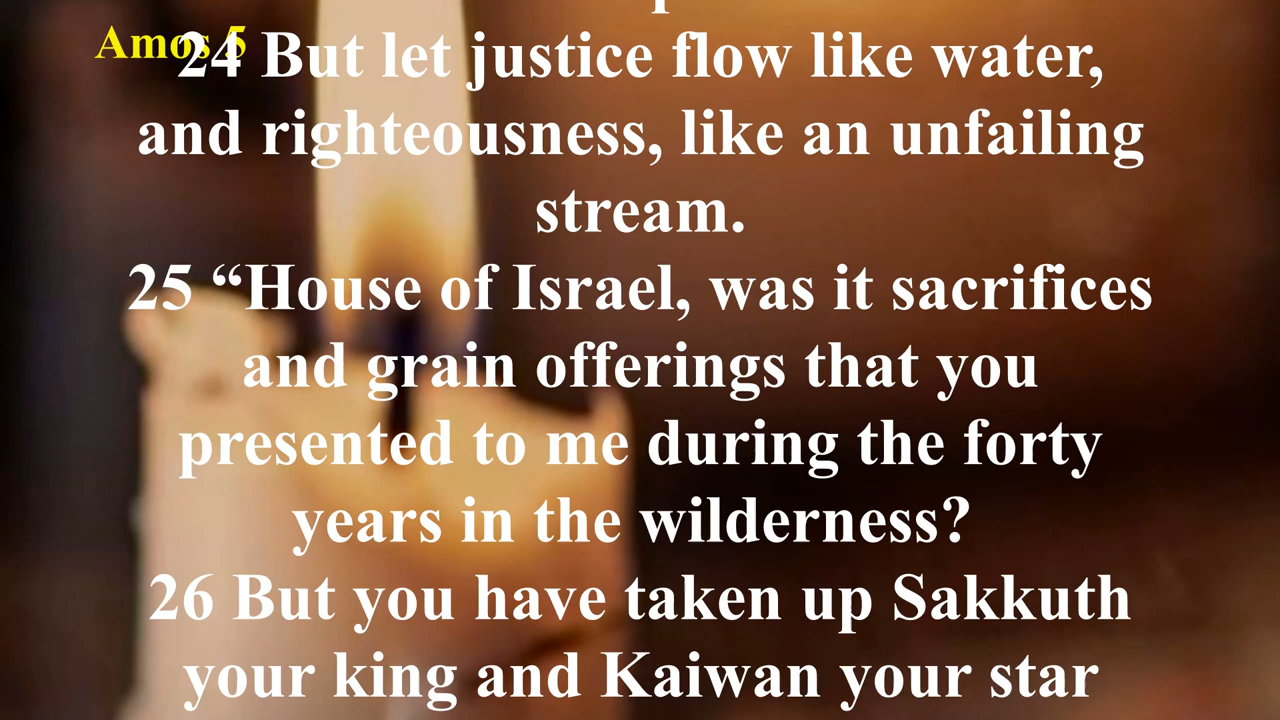 Amos 5
24 But let justice flow like water,
and righteousness, like an unfailing
stream.
25 “House of Israel, was it sacrifices
and grain offerings that you
presented to me during the forty
years in the wilderness?
26 But you have taken up Sakkuth
your king and Kaiwan your star